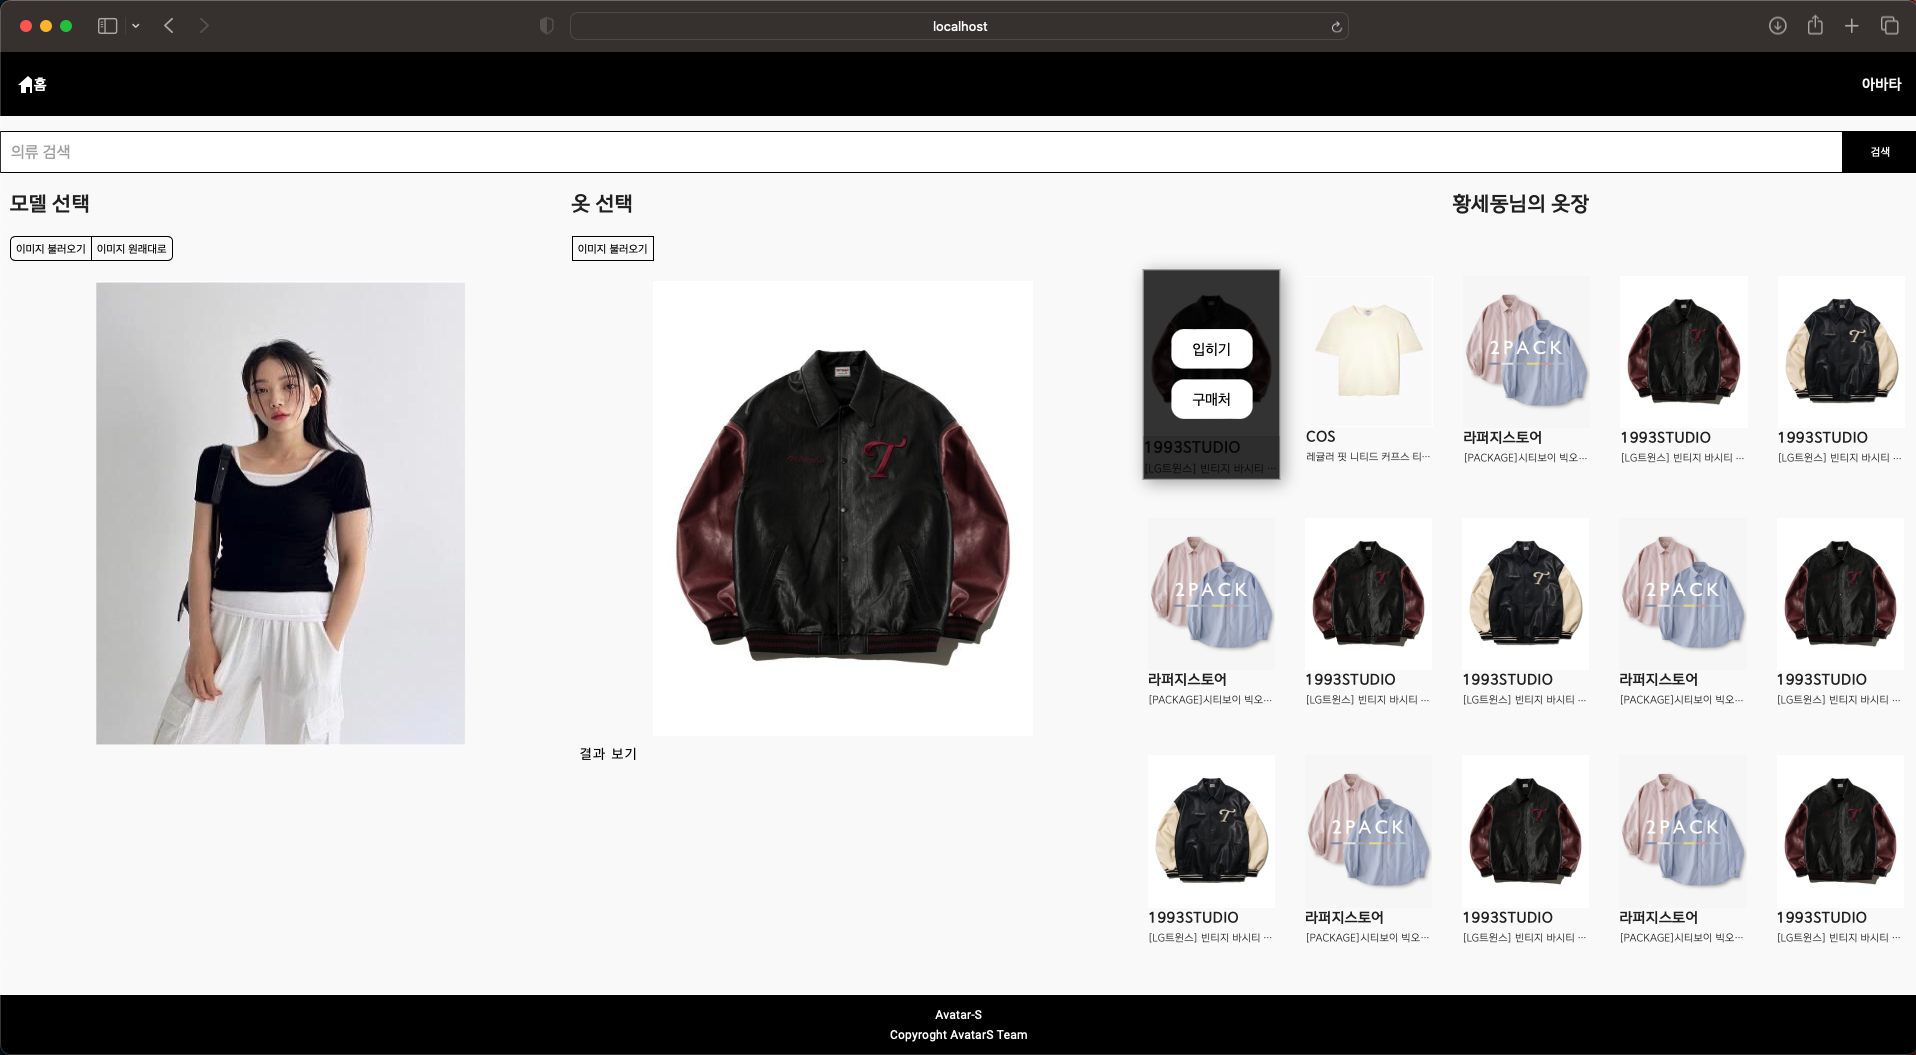 localhost
홈
아바타
의류 검색
검색
모델 선택
옷 선택
황세동님의 옷장
이미지 불러오기
이미지 원래대로
이미지 불러오기
입히기
구매처
1993STUDIO
[LG트윈스] 빈티지 바시티 ...
COS
레귤러 핏 니티드 커프스 티...
2PACK
라퍼지스토어
[PACKAGE]시티보이 빅오...
T
1993STUDIO
[LG트윈스] 빈티지 바시티 ...
T
1993STUDIO
[LG트윈스] 빈티지 바시티 ...
T
결과 보기
2PACK
라퍼지스토어
[PACKAGE]시티보이 빅오...
T
1993STUDIO
[LG트윈스] 빈티지 바시티 ...
T
1993STUDIO
[LG트윈스] 빈티지 바시티 ...
2PACK
라퍼지스토어
[PACKAGE]시티보이 빅오...
T
1993STUDIO
[LG트윈스] 빈티지 바시티 ...
T
1993STUDIO
[LG트윈스] 빈티지 바시티 ...
2PACK
라퍼지스토어
[PACKAGE]시티보이 빅오...
T
1993STUDIO
[LG트윈스] 빈티지 바시티 ...
2PACK
라퍼지스토어
[PACKAGE]시티보이 빅오...
T
1993STUDIO
[LG트윈스] 빈티지 바시티 ...
Avatar-S
Copyroght AvatarS Team